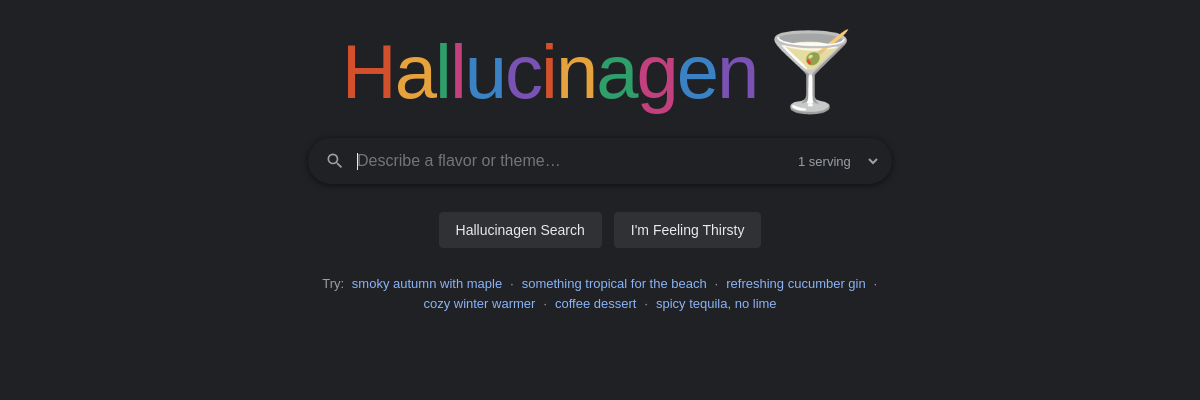 Hallucinagen
Describe a flavor or theme… 1 serving
Hallucinagen Search I'm Feeling Thirsty
Try: smoky autumn with maple · something tropical for the beach · refreshing cucumber gin ·
cozy winter warmer · coffee dessert · spicy tequila, no lime